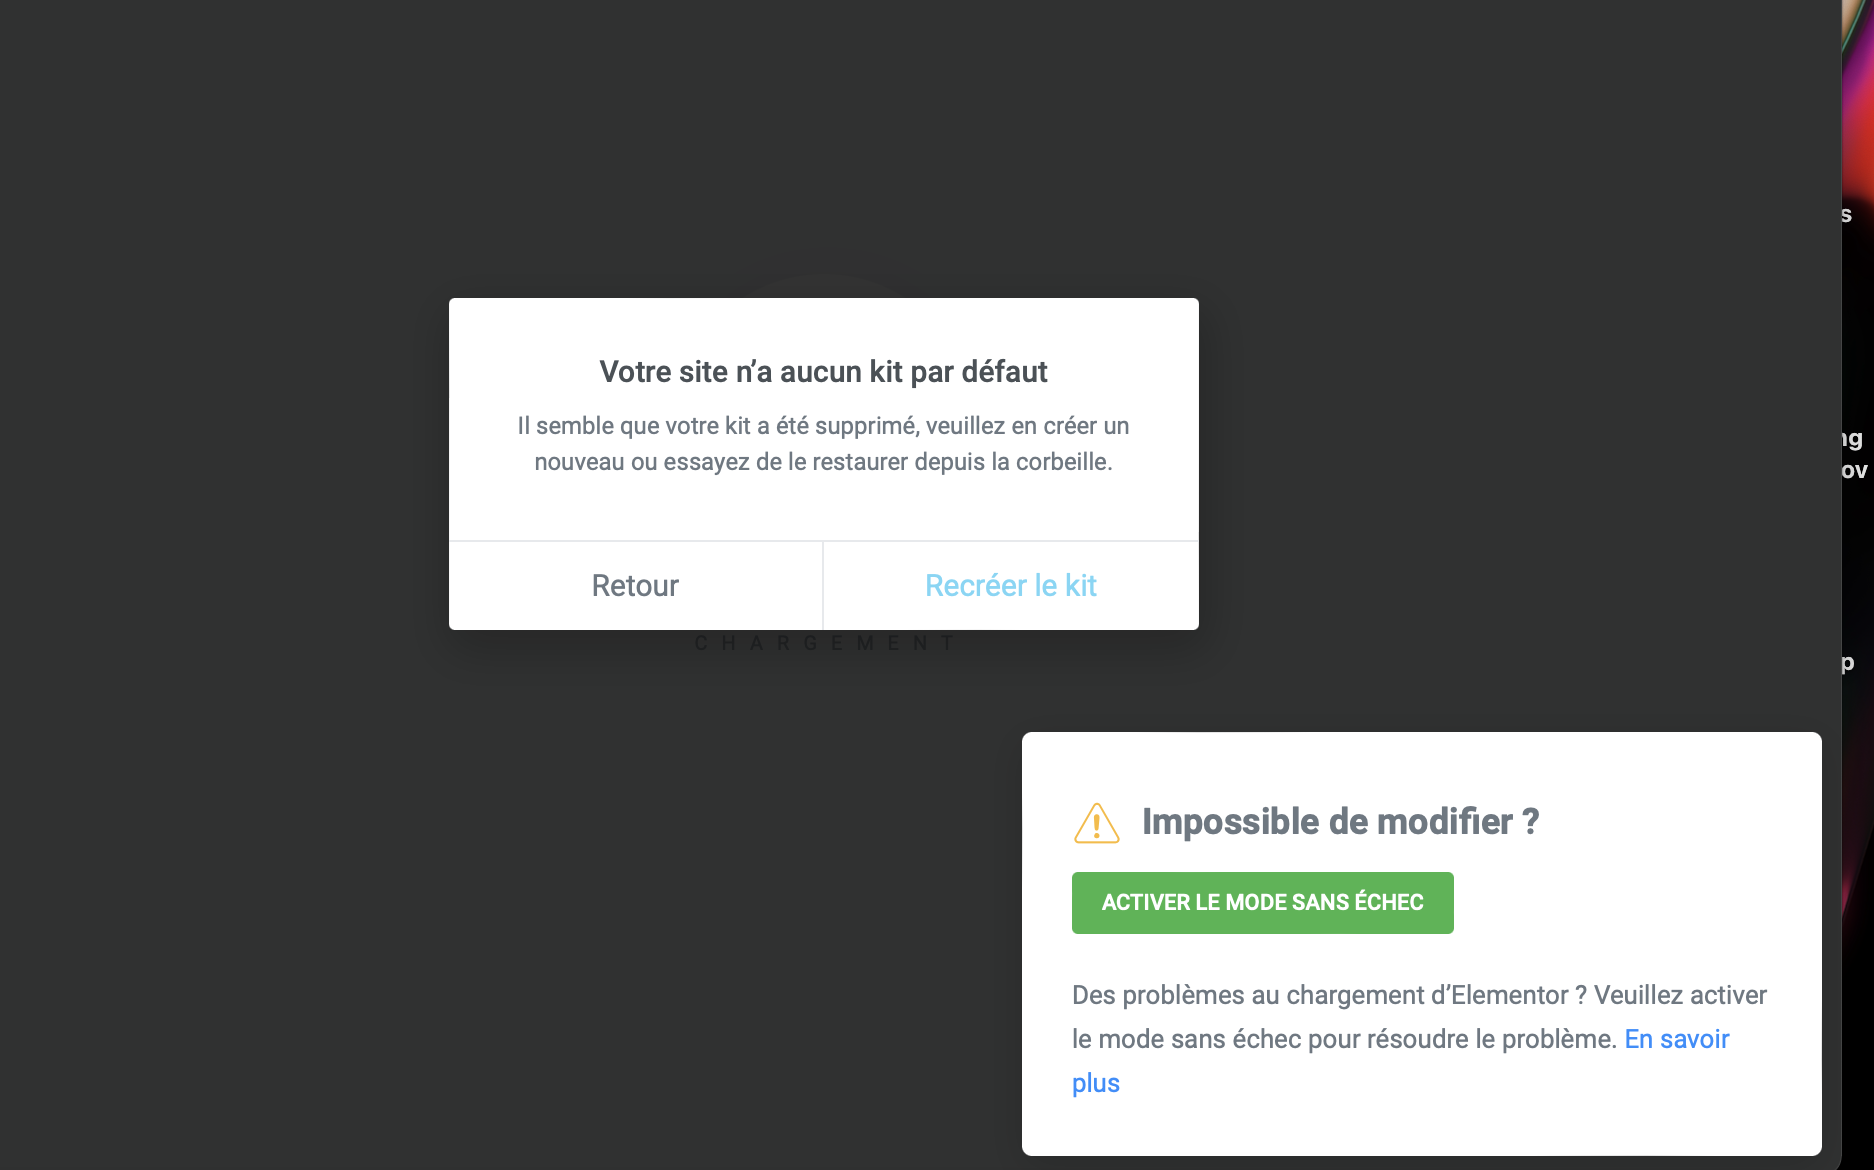 Votre site n’a aucun kit par défaut
Il semble que votre kit a été supprimé, veuillez en créer un
nouveau ou essayez de le restaurer depuis la corbeille.
Retour
Recréer le kit
CHARGEMENT
Impossible de modifier ?
ACTIVER LE MODE SANS ÉCHEC
Des problèmes au chargement d’Elementor ? Veuillez activer
le mode sans échec pour résoudre le problème. En savoir
plus